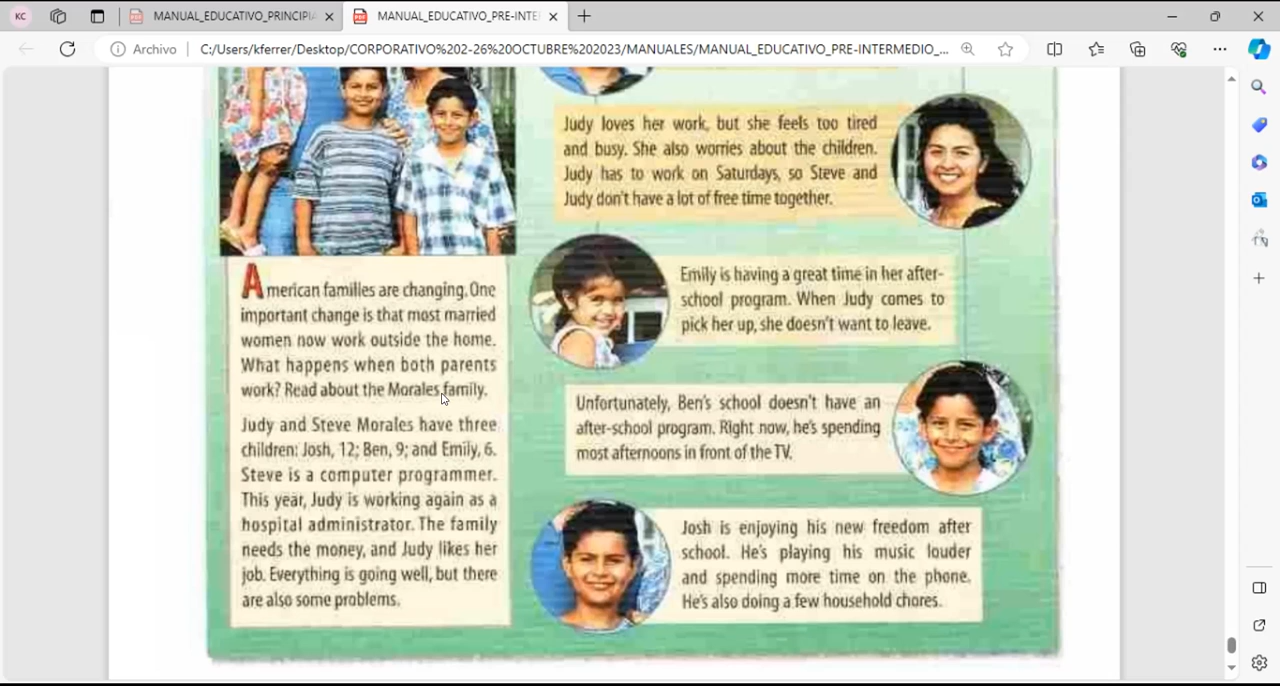 KC
MANUAL_EDUCATIVO_PRINCIPIA
MANUAL_EDUCATIVO_PRE-INTE
Archivo
C:/Users/kferrer/Desktop/CORPORATIVO%202-26%20OCTUBRE%202023/MANUALES/MANUAL_EDUCATIVO_PRE-INTERMEDIO_...
Judy loves her work, but she feels too tired
and busy. She also worries about the children.
Judy has to work on Saturdays, so Steve and
Judy don't have a lot of free time together.
American families are changing. One
important change is that most married
women now work outside the home.
What happens when both parents
work? Read about the Morales family.
Judy and Steve Morales have three
children: Josh, 12; Ben, 9; and Emily, 6.
Steve is a computer programmer.
This year, Judy is working again as a
hospital administrator. The family
needs the money, and Judy likes her
job. Everything is going well, but there
are also some problems.
Emily is having a great time in her after-
school program. When Judy comes to
pick her up, she doesn't want to leave.
Unfortunately, Ben's school doesn't have an
after-school program. Right now, he's spending
most afternoons in front of the TV.
Josh is enjoying his new freedom after
school. He's playing his music louder
and spending more time on the phone.
He's also doing a few household chores.